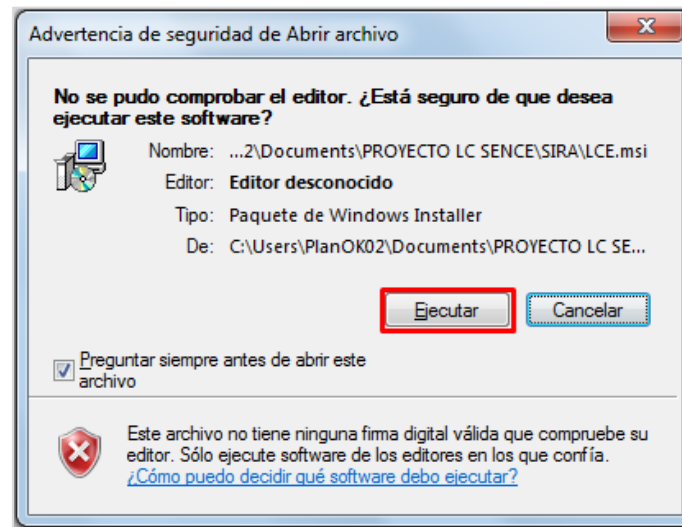 Advertencia de seguridad de Abrir archivo
No se pudo comprobar el editor. ¿Está seguro de que desea
ejecutar este software?
Nombre: ...2\Documents\PROYECTO LC SENCE\SIRA\LCE.msi
Editor: Editor desconocido
Tipo: Paquete de Windows Installer
De: C:\Users\PlanOK02\Documents\PROYECTO LC SE...
Ejecutar Cancelar
Preguntar siempre antes de abrir este
archivo
Este archivo no tiene ninguna firma digital válida que compruebe su
editor. Sólo ejecute software de los editores en los que confía.
¿Cómo puedo decidir qué software debo ejecutar?